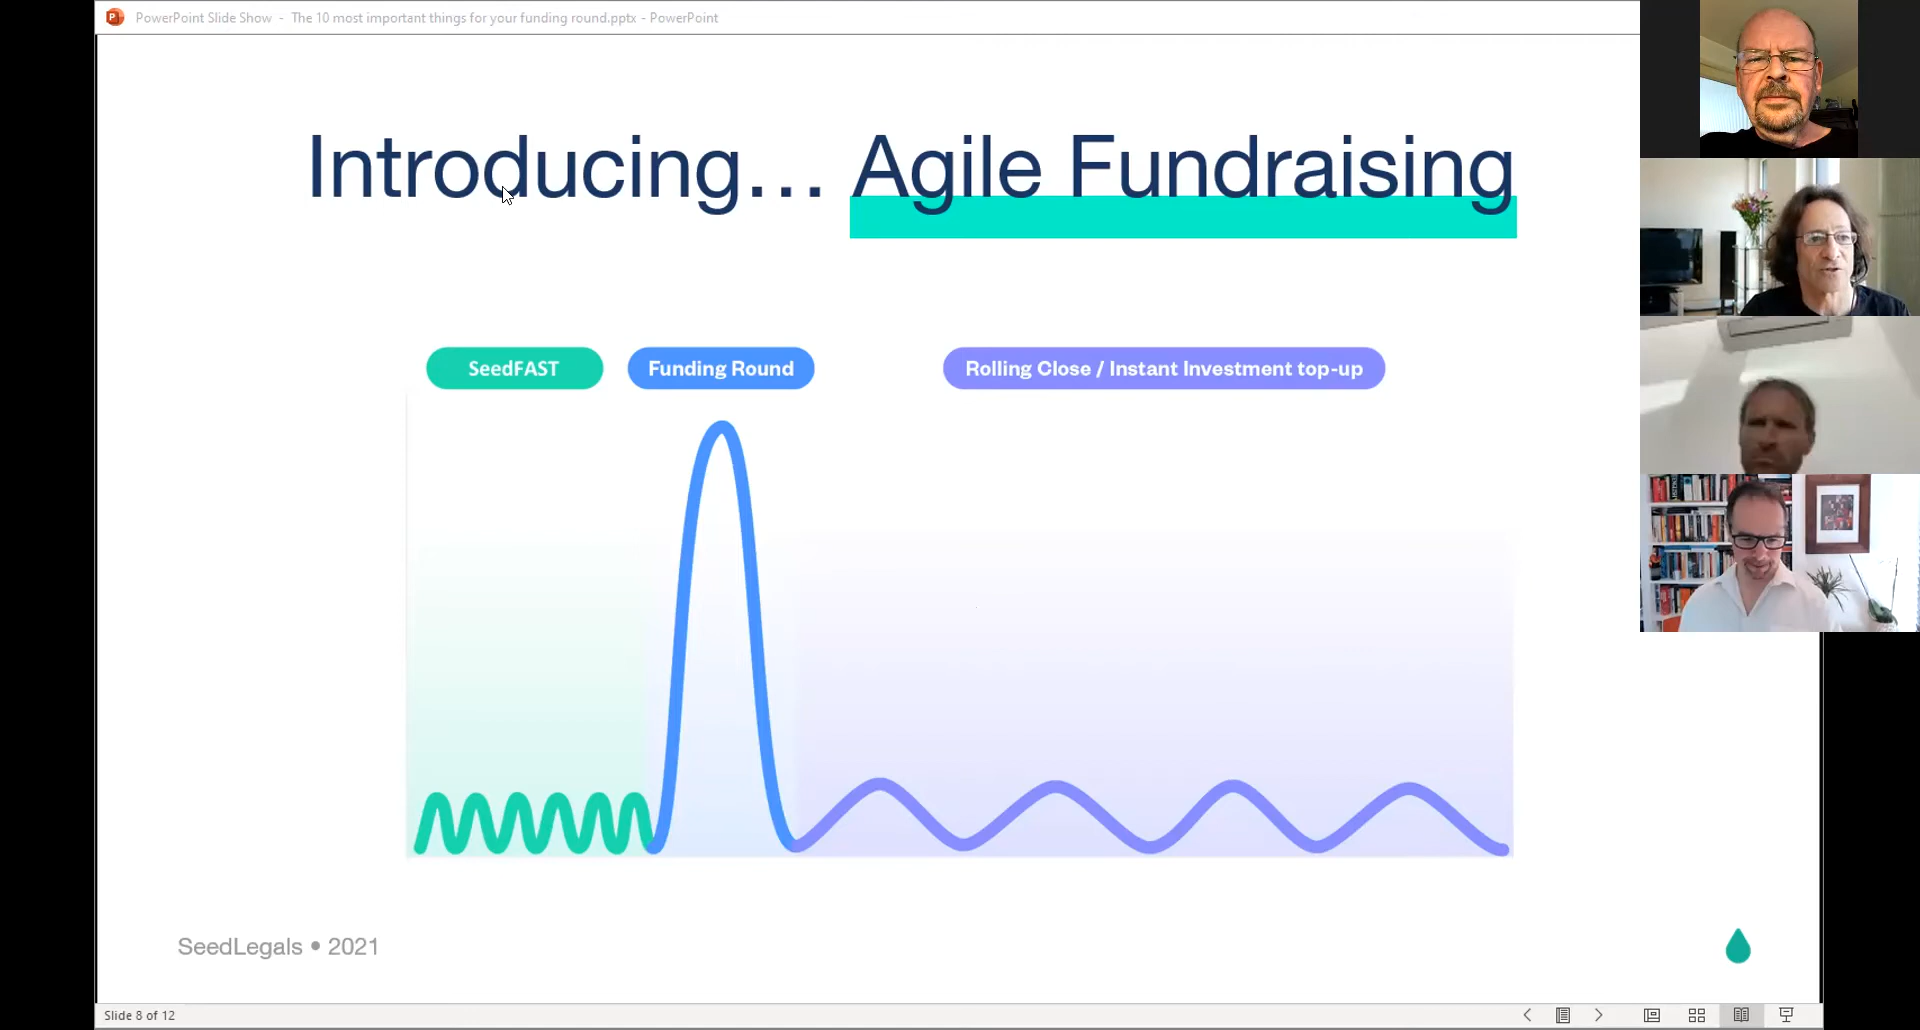 PowerPoint Slide Show - The 10 most important things for your funding round.pptx - PowerPoint
Introducing... Agile Fundraising
SeedFAST
Funding Round
Rolling Close / Instant Investment top-up
SeedLegals • 2021
Slide 8 of 12